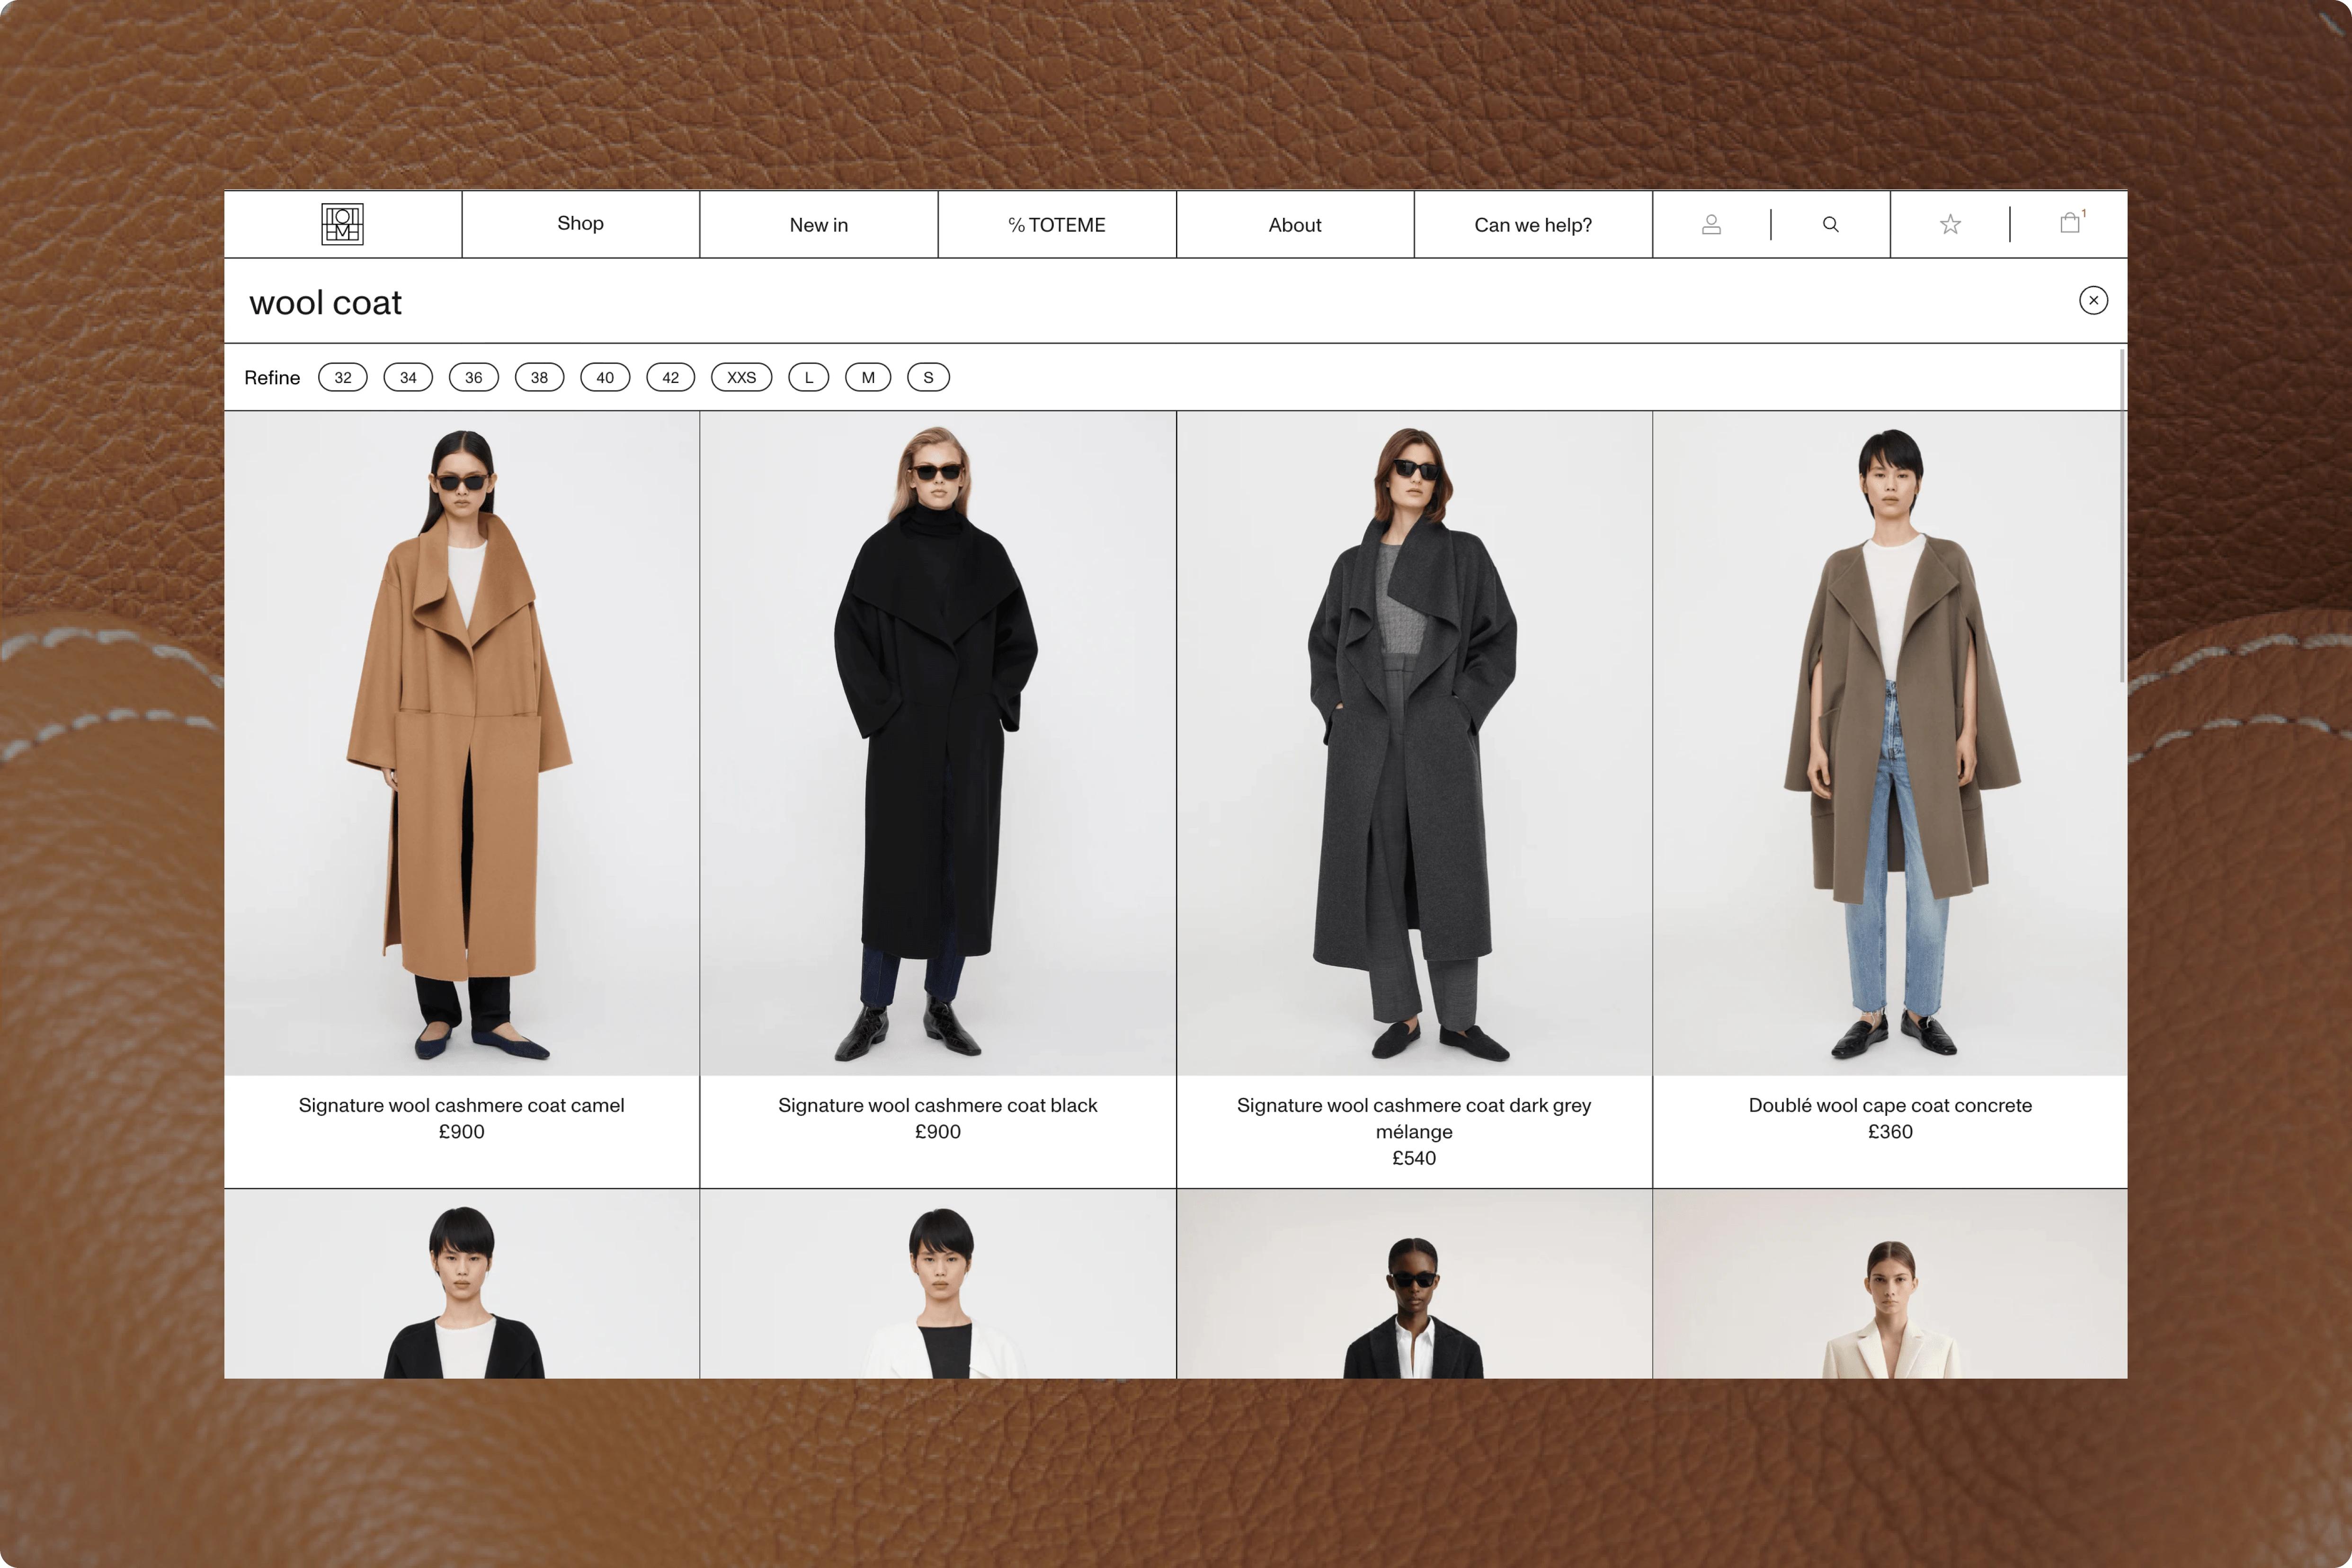 Shop
New in
℅ TOTEME
About
Can we help?
1
wool coat
Refine
32
34
36
38
40
42
XXS
L
M
S
Signature wool cashmere coat camel
£900
Signature wool cashmere coat black
£900
Signature wool cashmere coat dark grey
mélange
£540
Doublé wool cape coat concrete
£360